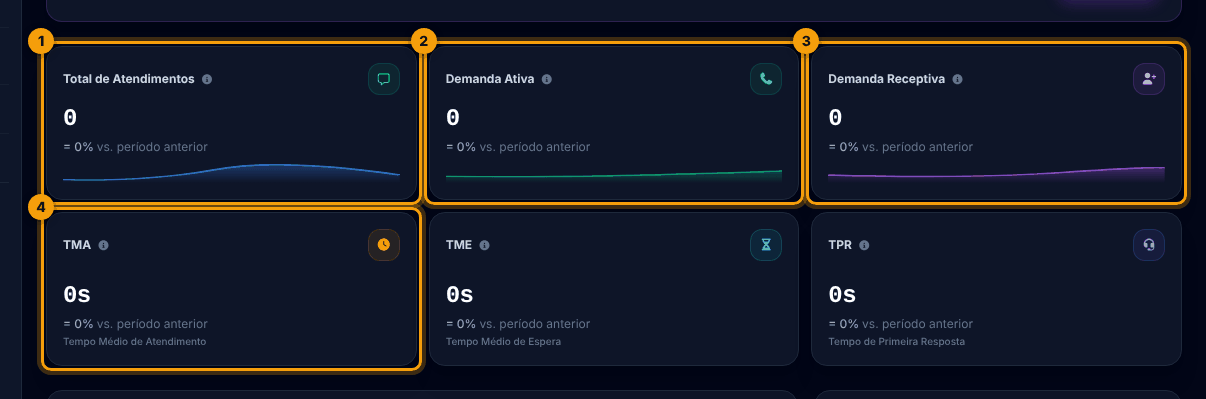 1 2 3
Total de Atendimentos Demanda Ativa Demanda Receptiva
0 0 0
= 0% vs. período anterior = 0% vs. período anterior = 0% vs. período anterior
4
TMA TME TPR
0s 0s 0s
= 0% vs. período anterior = 0% vs. período anterior = 0% vs. período anterior
Tempo Médio de Atendimento Tempo Médio de Espera Tempo de Primeira Resposta